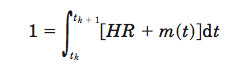 1 = ∫_{t_k}^{t_{k+1}} [HR + m(t)]dt